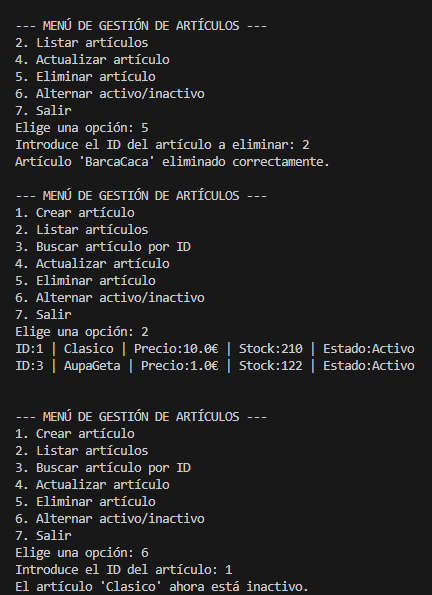 --- MENÚ DE GESTIÓN DE ARTÍCULOS ---
2. Listar artículos
4. Actualizar artículo
5. Eliminar artículo
6. Alternar activo/inactivo
7. Salir
Elige una opción: 5
Introduce el ID del artículo a eliminar: 2
Artículo 'BarcaCaca' eliminado correctamente.
--- MENÚ DE GESTIÓN DE ARTÍCULOS ---
1. Crear artículo
2. Listar artículos
3. Buscar artículo por ID
4. Actualizar artículo
5. Eliminar artículo
6. Alternar activo/inactivo
7. Salir
Elige una opción: 2
ID:1 | Clasico | Precio:10.0€ | Stock:210 | Estado:Activo
ID:3 | AupaGeta | Precio:1.0€ | Stock:122 | Estado:Activo
--- MENÚ DE GESTIÓN DE ARTÍCULOS ---
1. Crear artículo
2. Listar artículos
3. Buscar artículo por ID
4. Actualizar artículo
5. Eliminar artículo
6. Alternar activo/inactivo
7. Salir
Elige una opción: 6
Introduce el ID del artículo: 1
El artículo 'Clasico' ahora está inactivo.